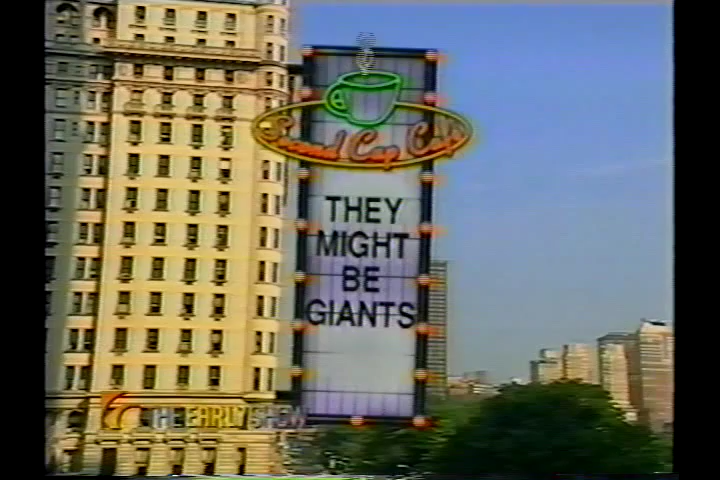 Second Cup Cafe
THEY
MIGHT
BE
GIANTS
THE EARLY SHOW